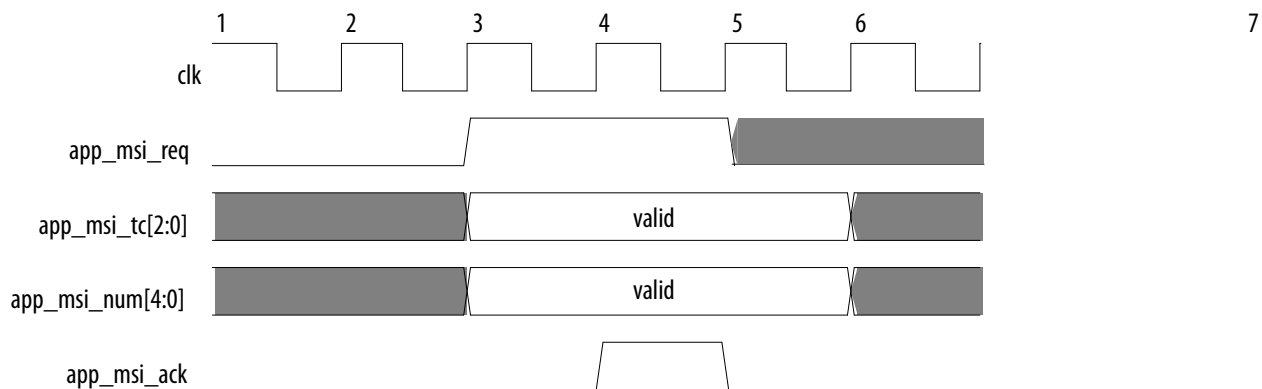 1 2 3 4 5 6 7
clk
app_msi_req
app_msi_tc[2:0] valid
app_msi_num[4:0] valid
app_msi_ack